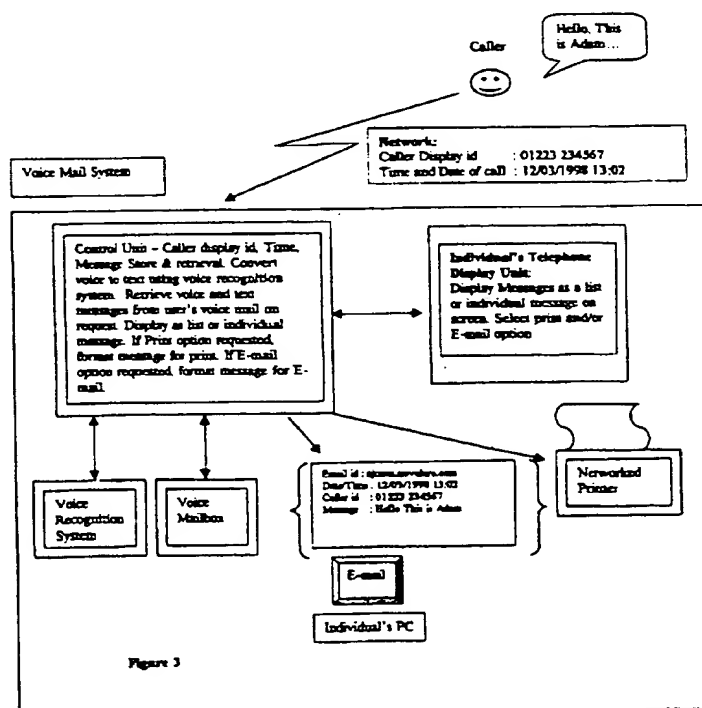 Caller
Hello, This
is Adam...
Network:
Caller Display id : 01223 234567
Time and Date of call : 12/03/1998 13:02
Voice Mail System
Control Unit – Caller display id, Time,
Message Store & retrieval. Convert
voice to text using voice recognition
system. Retrieve voice and text
messages from user's voice mail on
request. Display as list or individual
message. If Print option requested,
format message for print. If E-mail
option requested, format message for E-
mail.
Individual's Telephone
Display Unit:
Display Messages as a list
or individual message on
screen. Select print and/or
E-mail option
Voice
Recognition
System
Voice
Mailbox
Email id :
Date/Time : 12/03/1998 13:02
Caller id : 01223 234567
Message : Hello This is Adam
Networked
Printer
E-mail
Individual's PC
Figure 3